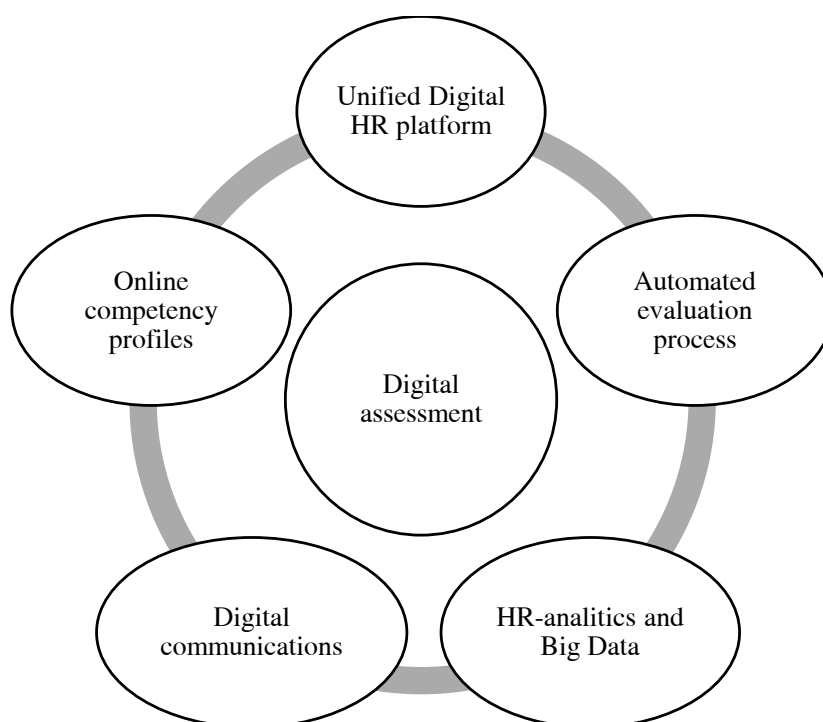 Unified Digital
HR platform
Online
competency
profiles
Automated
evaluation
process
Digital
assessment
Digital
communications
HR-analitics and
Big Data